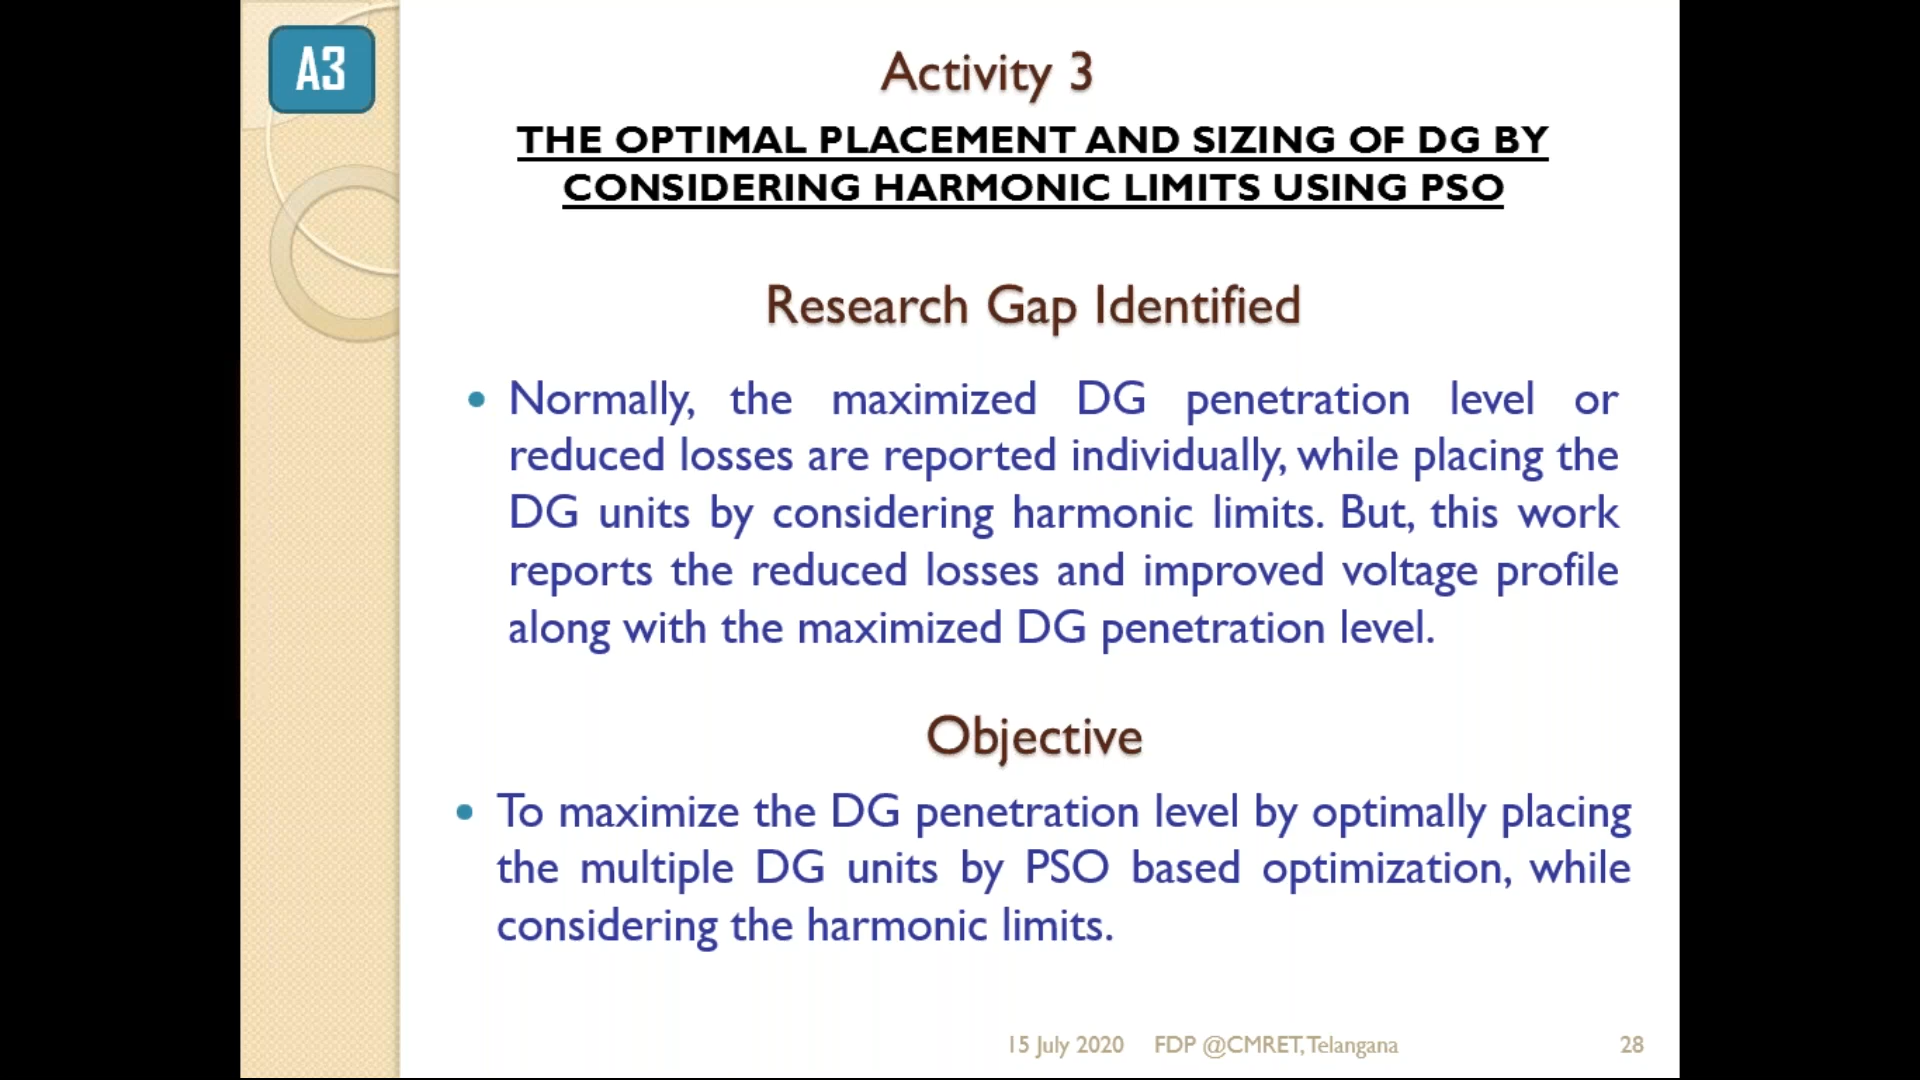 A3
Activity 3
THE OPTIMAL PLACEMENT AND SIZING OF DG BY
CONSIDERING HARMONIC LIMITS USING PSO
Research Gap Identified
• Normally, the maximized DG penetration level or
reduced losses are reported individually, while placing the
DG units by considering harmonic limits. But, this work
reports the reduced losses and improved voltage profile
along with the maximized DG penetration level.
Objective
• To maximize the DG penetration level by optimally placing
the multiple DG units by PSO based optimization, while
considering the harmonic limits.
15 July 2020 FDP @CMRET, Telangana 28